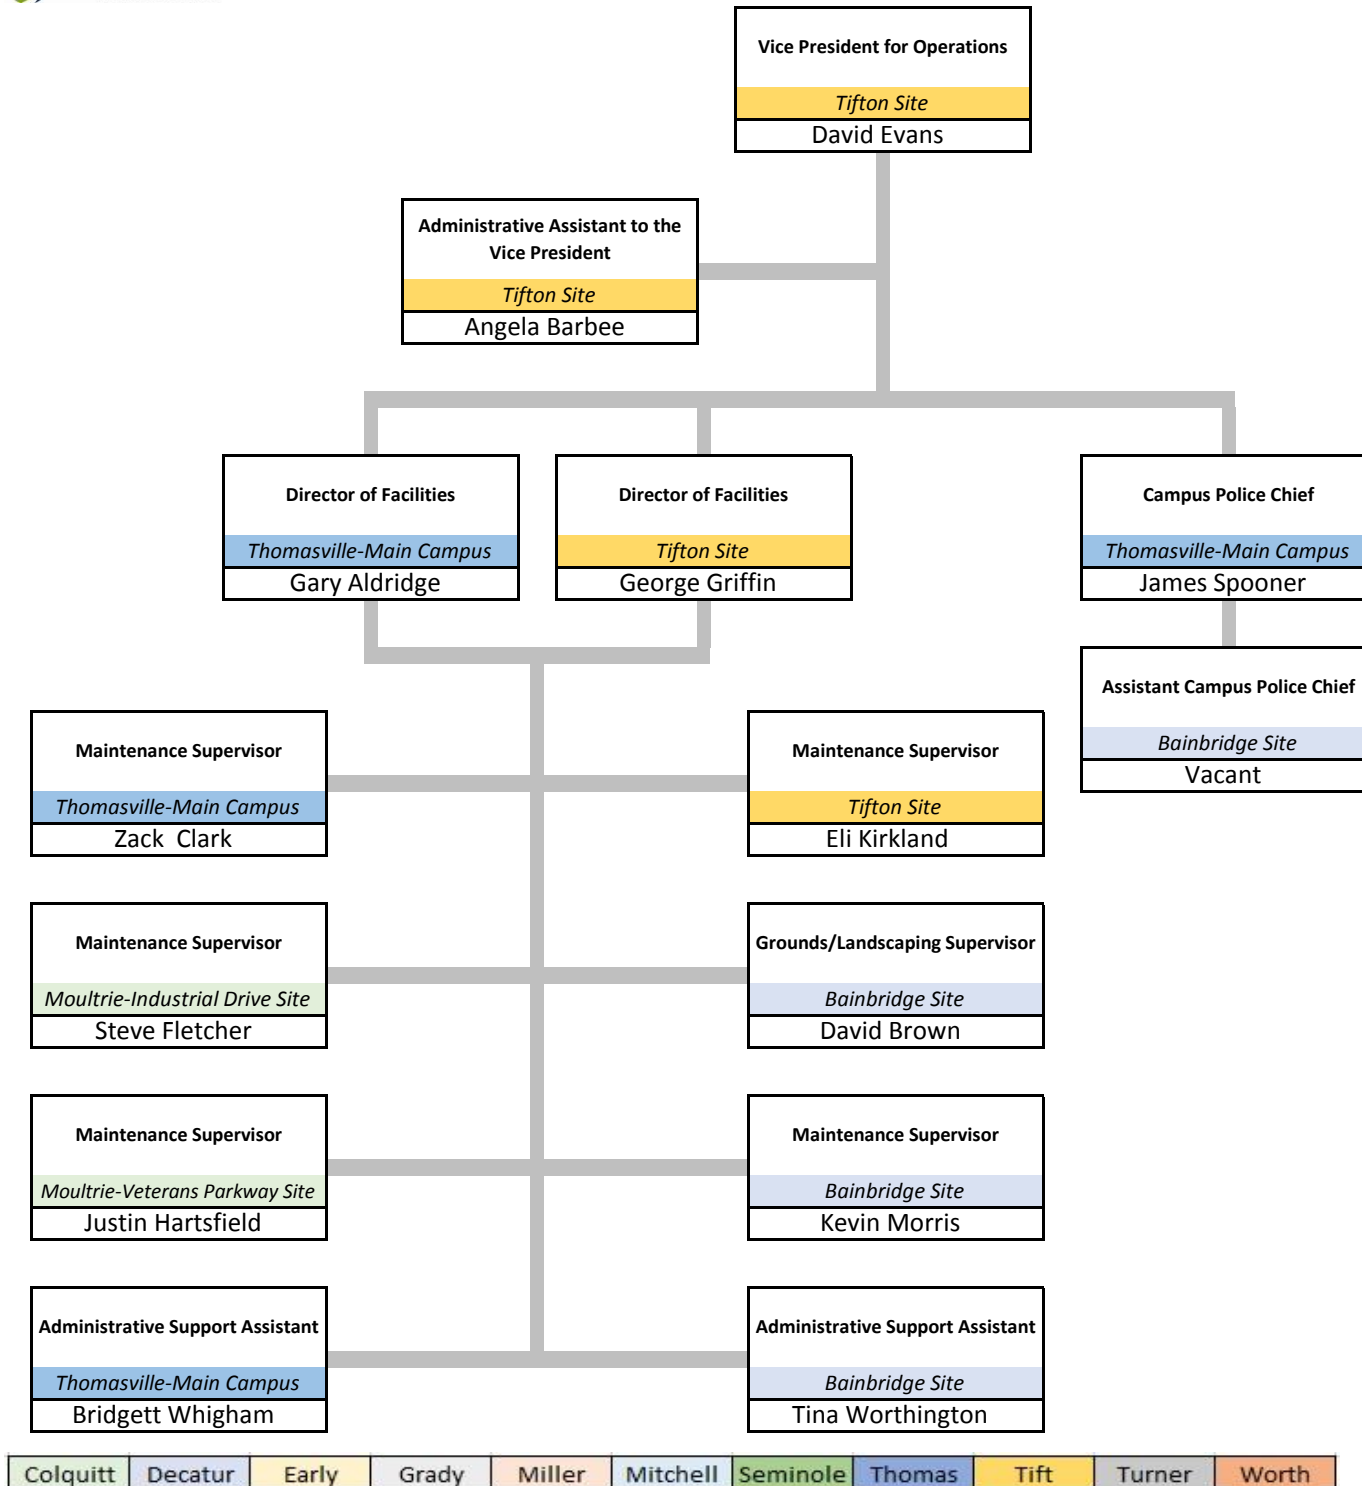 Vice President for Operations
Tifton Site
David Evans
Administrative Assistant to the
Vice President
Tifton Site
Angela Barbee
Director of Facilities
Thomasville-Main Campus
Gary Aldridge
Director of Facilities
Tifton Site
George Griffin
Campus Police Chief
Thomasville-Main Campus
James Spooner
Assistant Campus Police Chief
Bainbridge Site
Vacant
Maintenance Supervisor
Thomasville-Main Campus
Zack Clark
Maintenance Supervisor
Tifton Site
Eli Kirkland
Maintenance Supervisor
Moultrie-Industrial Drive Site
Steve Fletcher
Grounds/Landscaping Supervisor
Bainbridge Site
David Brown
Maintenance Supervisor
Moultrie-Veterans Parkway Site
Justin Hartsfield
Maintenance Supervisor
Bainbridge Site
Kevin Morris
Administrative Support Assistant
Thomasville-Main Campus
Bridgett Whigham
Administrative Support Assistant
Bainbridge Site
Tina Worthington
Colquitt Decatur Early Grady Miller Mitchell Seminole Thomas Tift Turner Worth